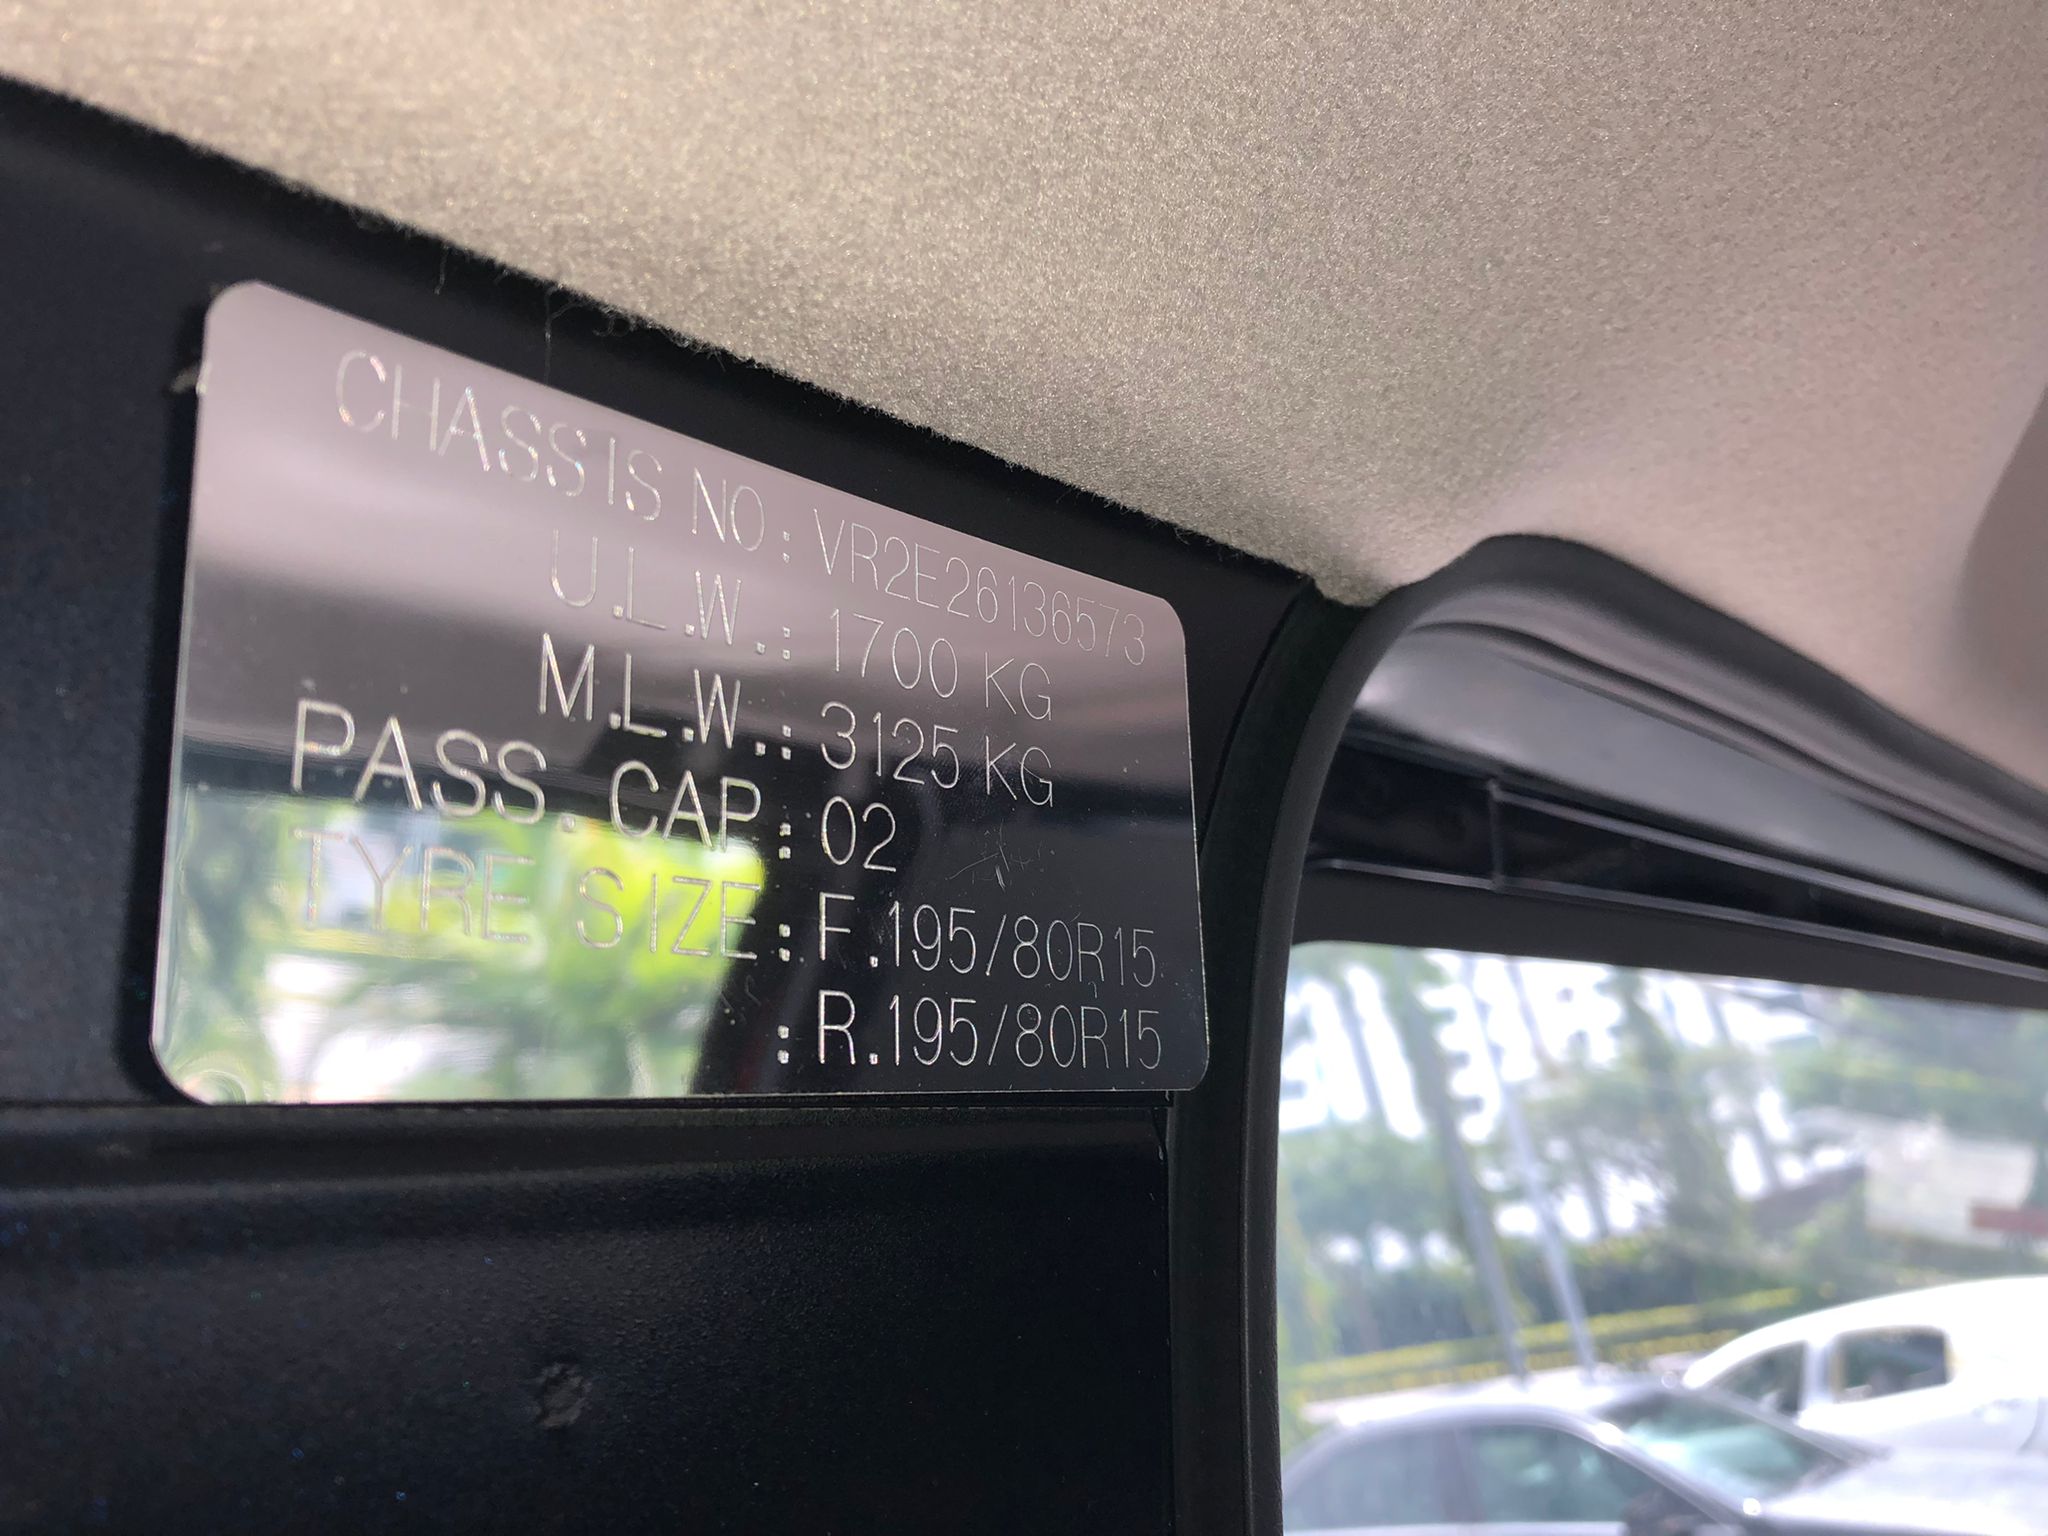 CHASSIS NO: VR2E26136573
U.L.W.: 1700 KG
M.L.W.: 3125 KG
PASS. CAP: 02
TYRE SIZE: F.195/80R15
: R.195/80R15